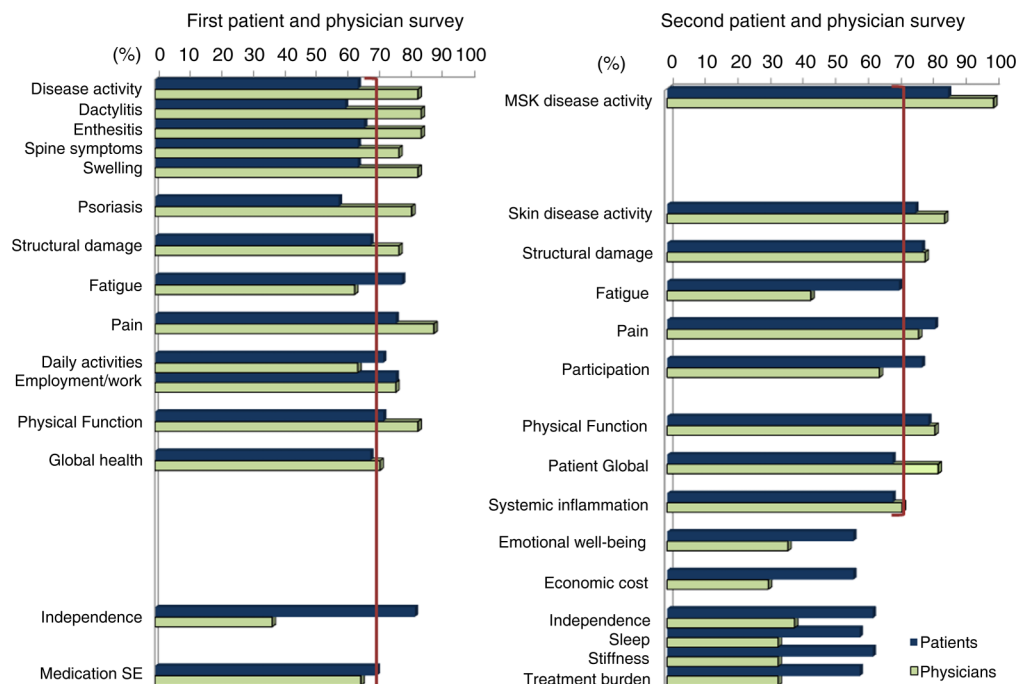 First patient and physician survey
(%) 0 10 20 30 40 50 60 70 80 90 100
Disease activity
Dactylitis
Enthesitis
Spine symptoms
Swelling
Psoriasis
Structural damage
Fatigue
Pain
Daily activities
Employment/work
Physical Function
Global health
Independence
Medication SE
Second patient and physician survey
(%) 0 10 20 30 40 50 60 70 80 90 100
MSK disease activity
Skin disease activity
Structural damage
Fatigue
Pain
Participation
Physical Function
Patient Global
Systemic inflammation
Emotional well-being
Economic cost
Independence
Sleep
Stiffness
Treatment burden
Patients
Physicians